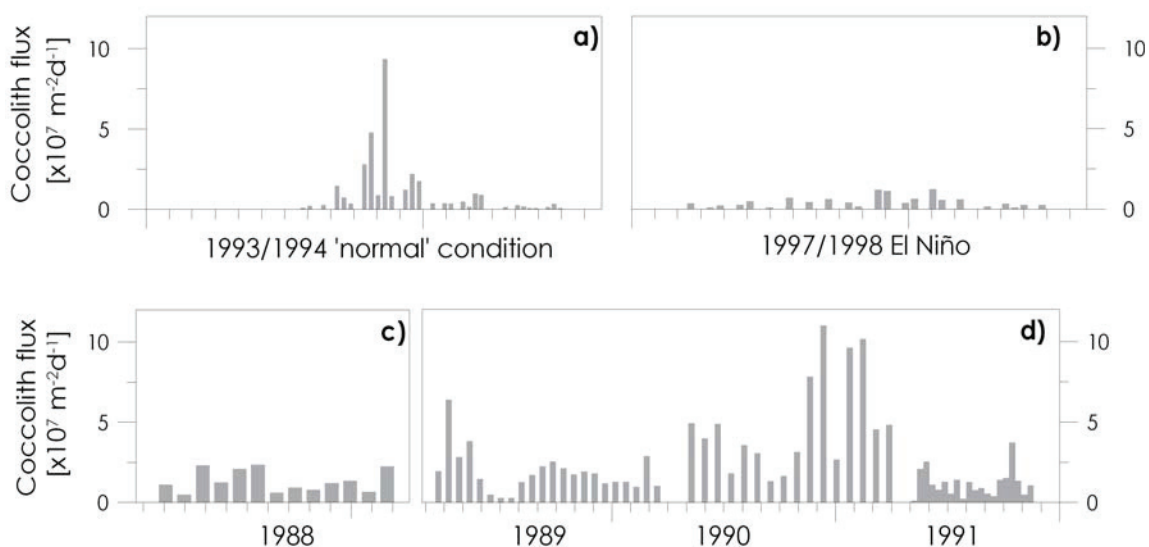 Coccolith flux
[x10⁷ m⁻²d⁻¹]
10
5
0
a)
1993/1994 'normal' condition
b)
10
5
0
1997/1998 El Niño
Coccolith flux
[x10⁷ m⁻²d⁻¹]
10
5
0
c)
1988
d)
10
5
0
1989 1990 1991